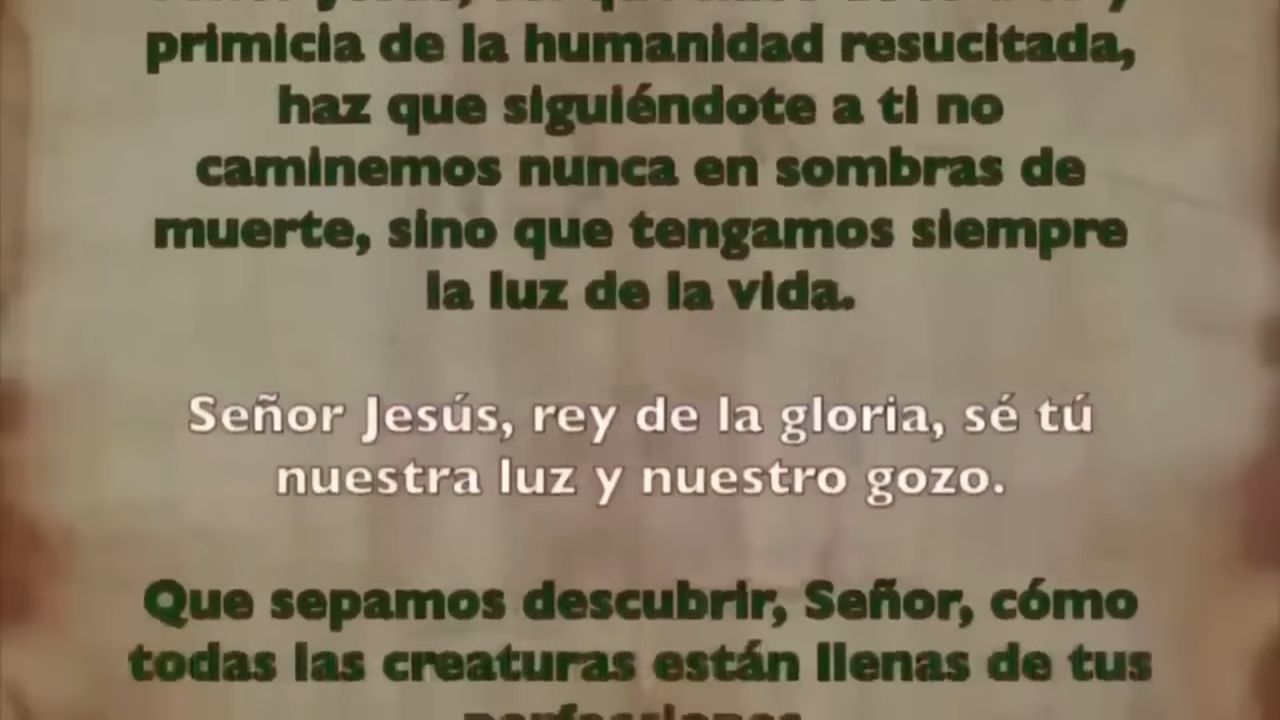 primicia de la humanidad resucitada,
haz que siguiéndote a ti no
caminemos nunca en sombras de
muerte, sino que tengamos siempre
la luz de la vida.
Señor Jesús, rey de la gloria, sé tú
nuestra luz y nuestro gozo.
Que sepamos descubrir, Señor, cómo
todas las creaturas están llenas de tus